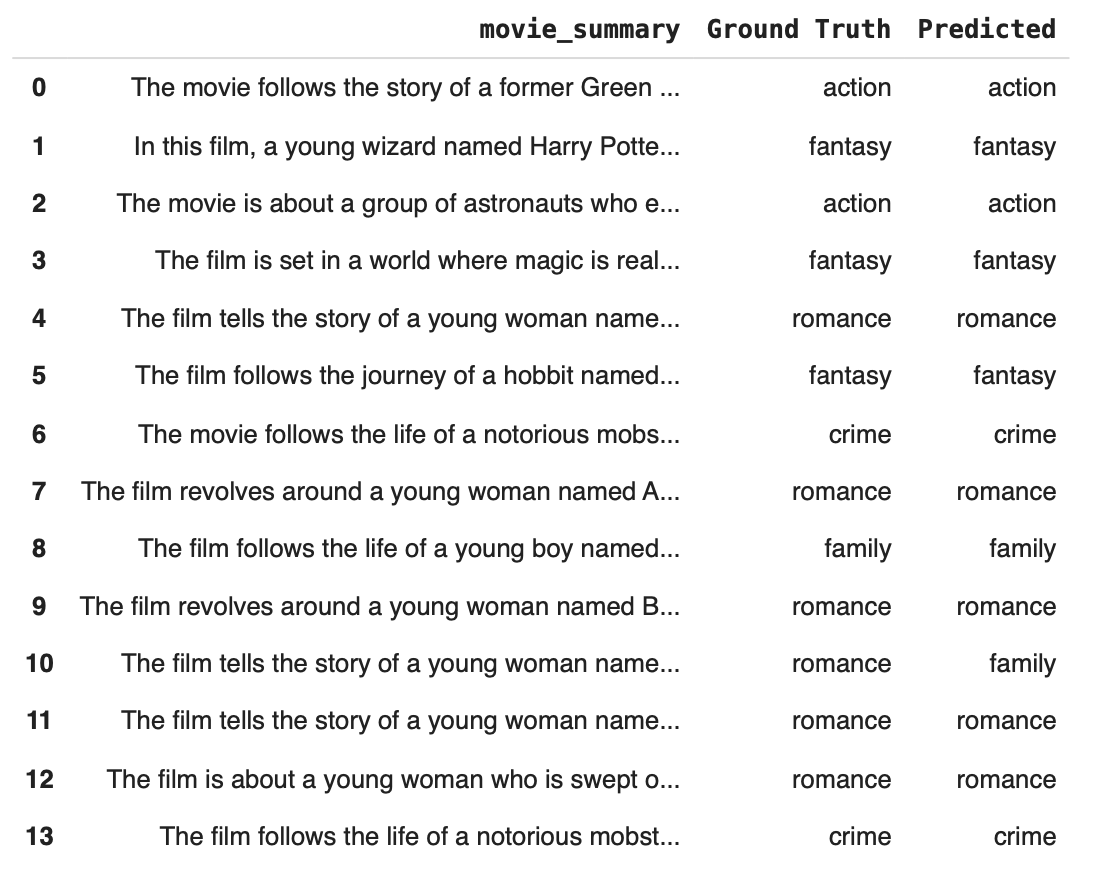 movie_summary Ground Truth Predicted
0 The movie follows the story of a former Green ... action action
1 In this film, a young wizard named Harry Potte... fantasy fantasy
2 The movie is about a group of astronauts who e... action action
3 The film is set in a world where magic is real... fantasy fantasy
4 The film tells the story of a young woman name... romance romance
5 The film follows the journey of a hobbit named... fantasy fantasy
6 The movie follows the life of a notorious mobs... crime crime
7 The film revolves around a young woman named A... romance romance
8 The film follows the life of a young boy named... family family
9 The film revolves around a young woman named B... romance romance
10 The film tells the story of a young woman name... romance family
11 The film tells the story of a young woman name... romance romance
12 The film is about a young woman who is swept o... romance romance
13 The film follows the life of a notorious mobst... crime crime